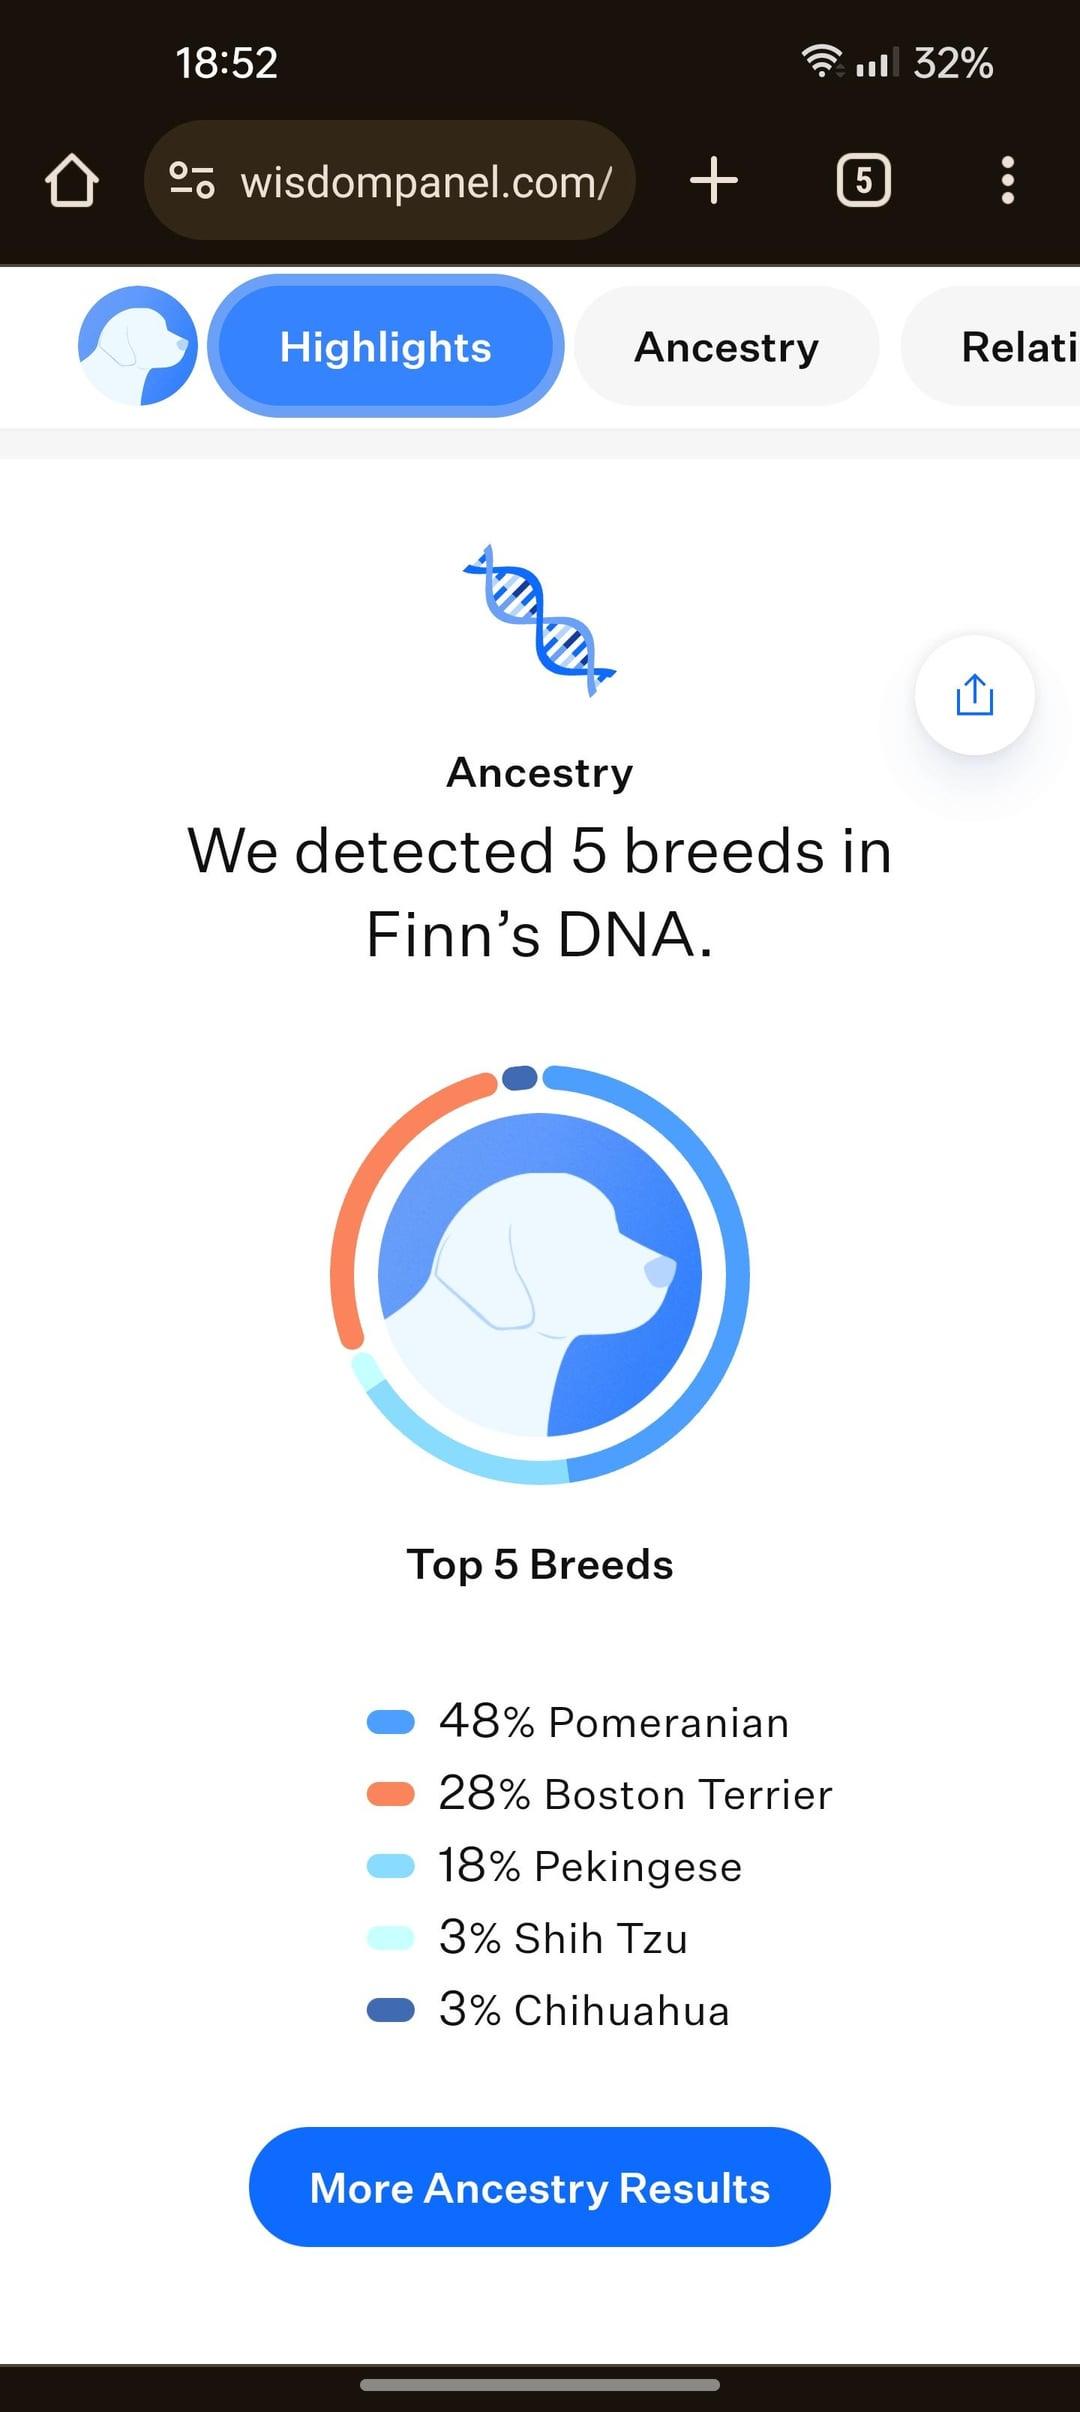 18:52
32%
wisdompanel.com/
5
Highlights
Ancestry
Relati
Ancestry
We detected 5 breeds in
Finn’s DNA.
Top 5 Breeds
48% Pomeranian
28% Boston Terrier
18% Pekingese
3% Shih Tzu
3% Chihuahua
More Ancestry Results